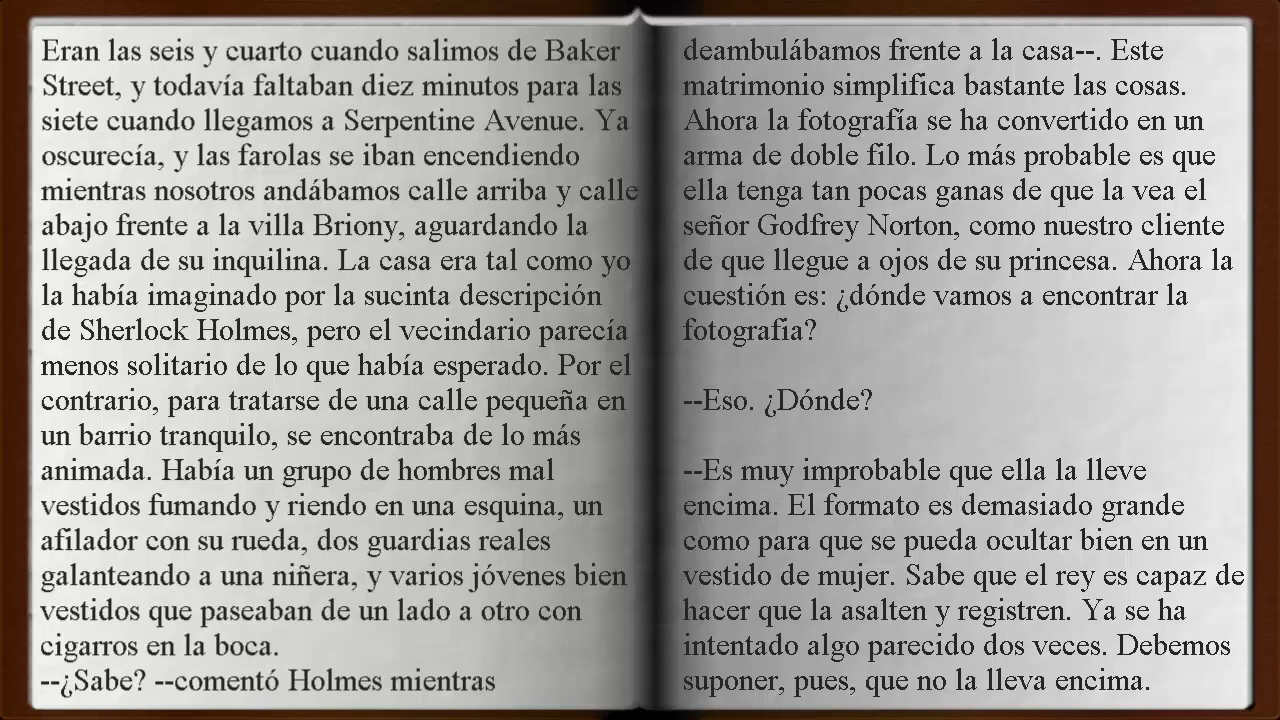 Eran las seis y cuarto cuando salimos de Baker
Street, y todavía faltaban diez minutos para las
siete cuando llegamos a Serpentine Avenue. Ya
oscurecía, y las farolas se iban encendiendo
mientras nosotros andábamos calle arriba y calle
abajo frente a la villa Briony, aguardando la
llegada de su inquilina. La casa era tal como yo
la había imaginado por la sucinta descripción
de Sherlock Holmes, pero el vecindario parecía
menos solitario de lo que había esperado. Por el
contrario, para tratarse de una calle pequeña en
un barrio tranquilo, se encontraba de lo más
animada. Había un grupo de hombres mal
vestidos fumando y riendo en una esquina, un
afilador con su rueda, dos guardias reales
galanteando a una niñera, y varios jóvenes bien
vestidos que paseaban de un lado a otro con
cigarros en la boca.
--¿Sabe? --comentó Holmes mientras
deambulábamos frente a la casa--. Este
matrimonio simplifica bastante las cosas.
Ahora la fotografía se ha convertido en un
arma de doble filo. Lo más probable es que
ella tenga tan pocas ganas de que la vea el
señor Godfrey Norton, como nuestro cliente
de que llegue a ojos de su princesa. Ahora la
cuestión es: ¿dónde vamos a encontrar la
fotografia?
--Eso. ¿Dónde?
--Es muy improbable que ella la lleve
encima. El formato es demasiado grande
como para que se pueda ocultar bien en un
vestido de mujer. Sabe que el rey es capaz de
hacer que la asalten y registren. Ya se ha
intentado algo parecido dos veces. Debemos
suponer, pues, que no la lleva encima.